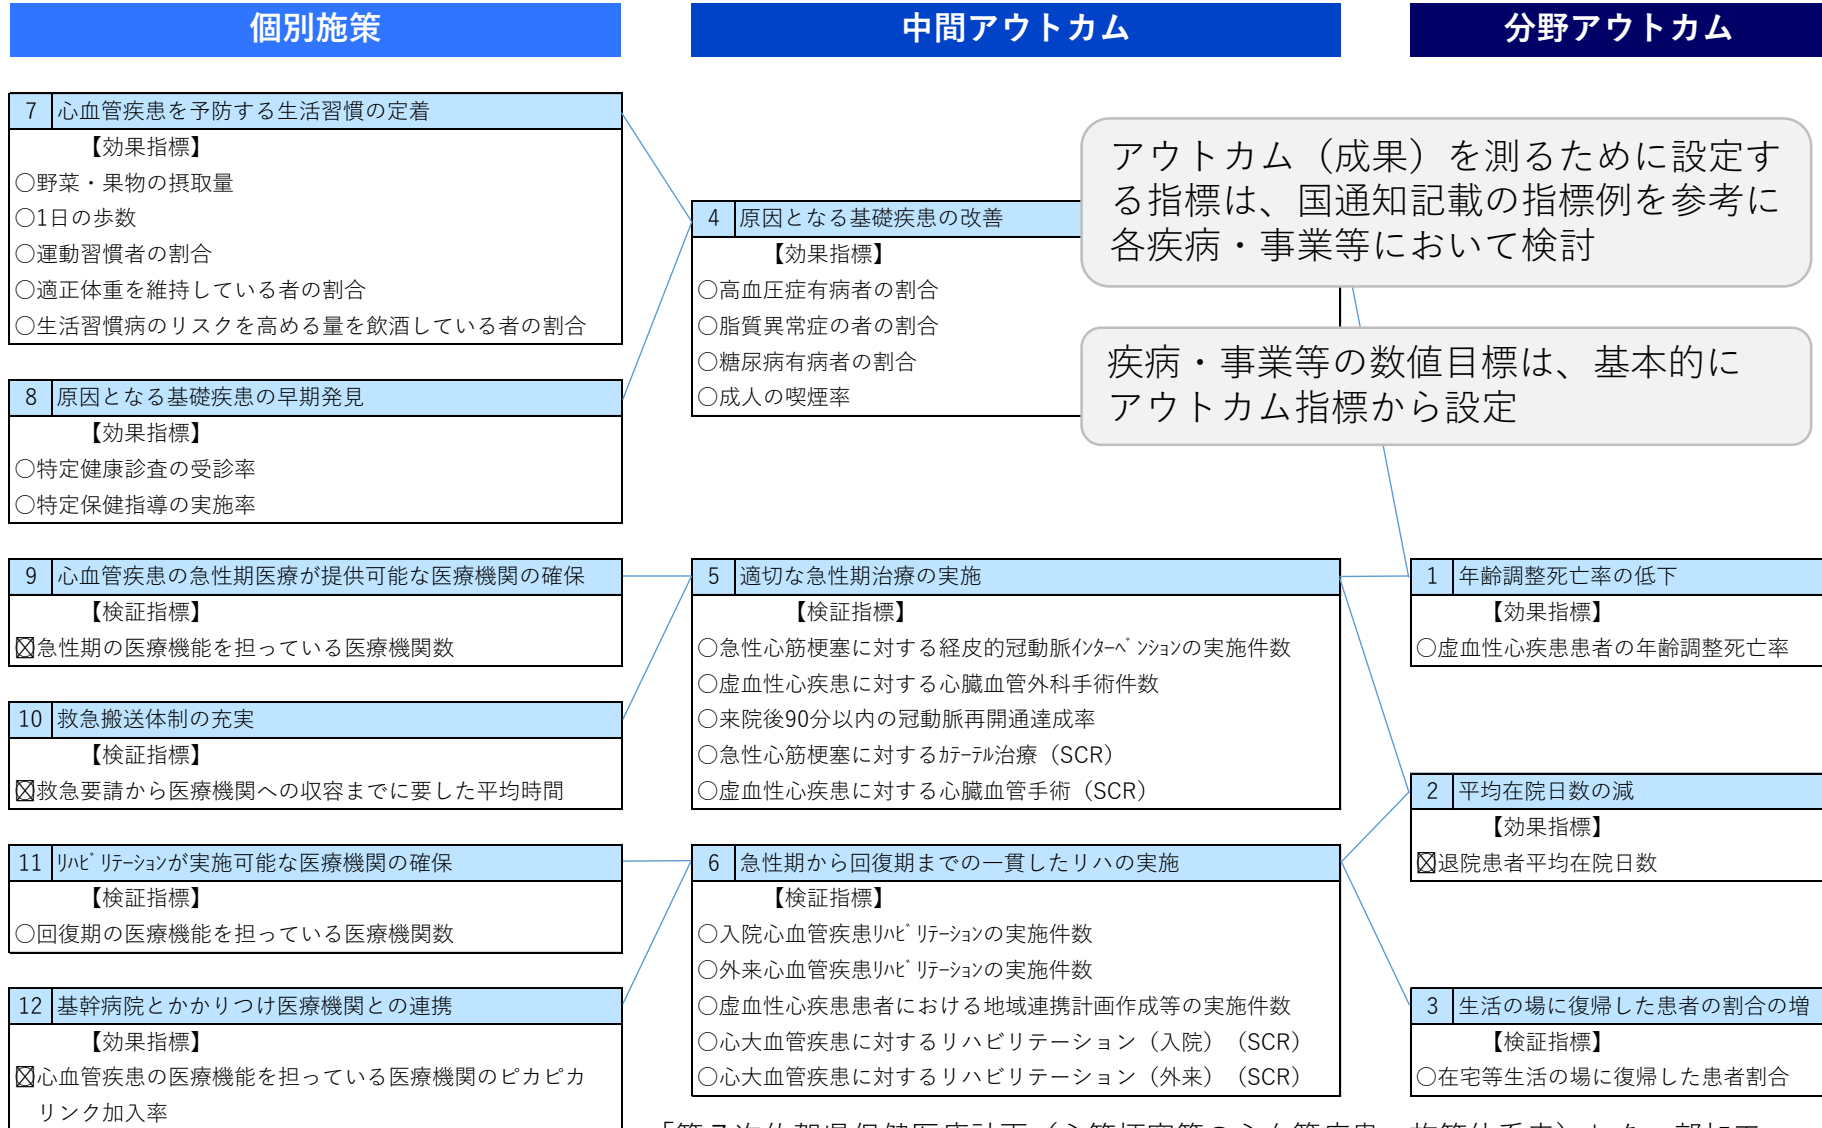 個別施策
中間アウトカム
分野アウトカム
7 心血管疾患を予防する生活習慣の定着
【効果指標】
○野菜・果物の摂取量
○1日の歩数
○運動習慣者の割合
○適正体重を維持している者の割合
○生活習慣病のリスクを高める量を飲酒している者の割合
8 原因となる基礎疾患の早期発見
【効果指標】
○特定健康診査の受診率
○特定保健指導の実施率
9 心血管疾患の急性期医療が提供可能な医療機関の確保
【検証指標】
☒急性期の医療機能を担っている医療機関数
10 救急搬送体制の充実
【検証指標】
☒救急要請から医療機関への収容までに要した平均時間
11 ﾘﾊﾋﾞﾘﾃｰｼｮﾝが実施可能な医療機関の確保
【検証指標】
○回復期の医療機能を担っている医療機関数
12 基幹病院とかかりつけ医療機関との連携
【効果指標】
☒心血管疾患の医療機能を担っている医療機関のピカピカ
リンク加入率
4 原因となる基礎疾患の改善
【効果指標】
○高血圧症有病者の割合
○脂質異常症の者の割合
○糖尿病有病者の割合
○成人の喫煙率
5 適切な急性期治療の実施
【検証指標】
○急性心筋梗塞に対する経皮的冠動脈ｲﾝﾀｰﾍﾞﾝｼｮﾝの実施件数
○虚血性心疾患に対する心臓血管外科手術件数
○来院後90分以内の冠動脈再開通達成率
○急性心筋梗塞に対するｶﾃｰﾃﾙ治療（SCR）
○虚血性心疾患に対する心臓血管手術（SCR）
6 急性期から回復期までの一貫したリハの実施
【検証指標】
○入院心血管疾患ﾘﾊﾋﾞﾘﾃｰｼｮﾝの実施件数
○外来心血管疾患ﾘﾊﾋﾞﾘﾃｰｼｮﾝの実施件数
○虚血性心疾患患者における地域連携計画作成等の実施件数
○心大血管疾患に対するリハビリテーション（入院）（SCR）
○心大血管疾患に対するリハビリテーション（外来）（SCR）
アウトカム（成果）を測るために設定す
る指標は、国通知記載の指標例を参考に
各疾病・事業等において検討
疾病・事業等の数値目標は、基本的に
アウトカム指標から設定
1 年齢調整死亡率の低下
【効果指標】
○虚血性心疾患患者の年齢調整死亡率
2 平均在院日数の減
【効果指標】
☒退院患者平均在院日数
3 生活の場に復帰した患者の割合の増
【検証指標】
○在宅等生活の場に復帰した患者割合